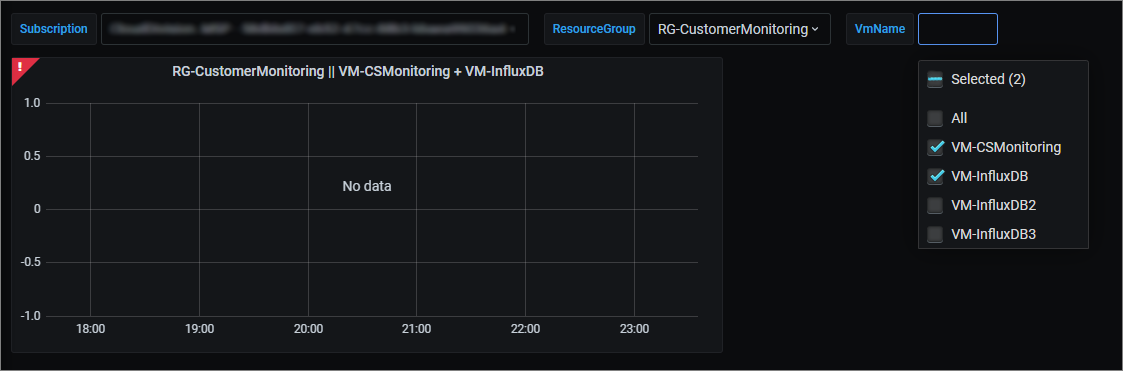 Subscription
ResourceGroup RG-CustomerMonitoring
VmName
RG-CustomerMonitoring || VM-CSMonitoring + VM-InfluxDB
!
1.0
0.5
0
-0.5
-1.0
No data
18:00 19:00 20:00 21:00 22:00 23:00
Selected (2)
All
VM-CSMonitoring
VM-InfluxDB
VM-InfluxDB2
VM-InfluxDB3